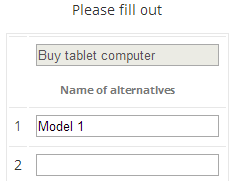 Please fill out
Buy tablet computer
Name of alternatives
1 Model 1
2